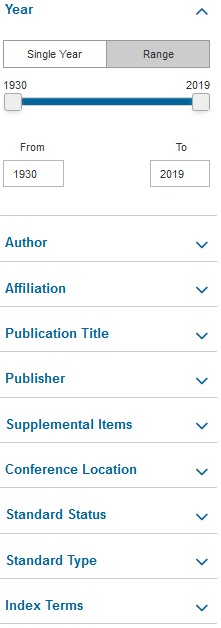 Year
Single Year Range
1930 2019
From To
1930 2019
Author
Affiliation
Publication Title
Publisher
Supplemental Items
Conference Location
Standard Status
Standard Type
Index Terms